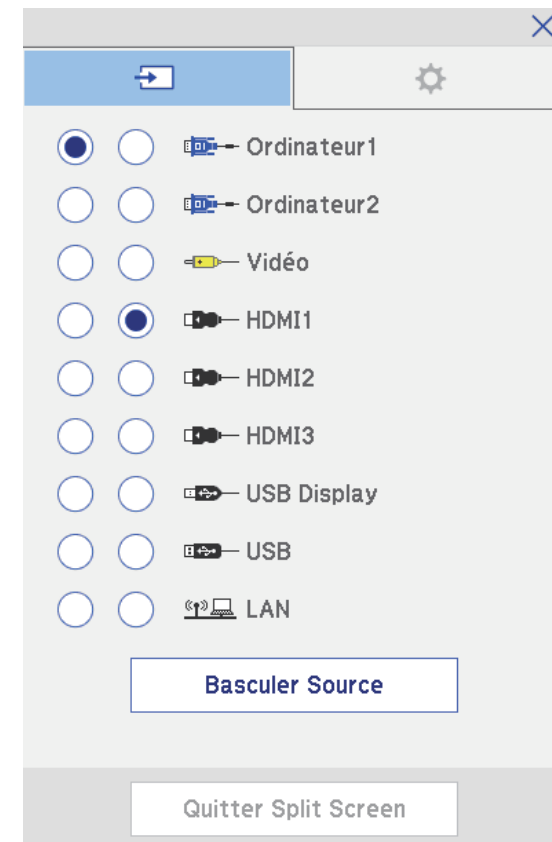 Ordinateur1
Ordinateur2
Vidéo
HDMI1
HDMI2
HDMI3
USB Display
USB
LAN
Basculer Source
Quitter Split Screen